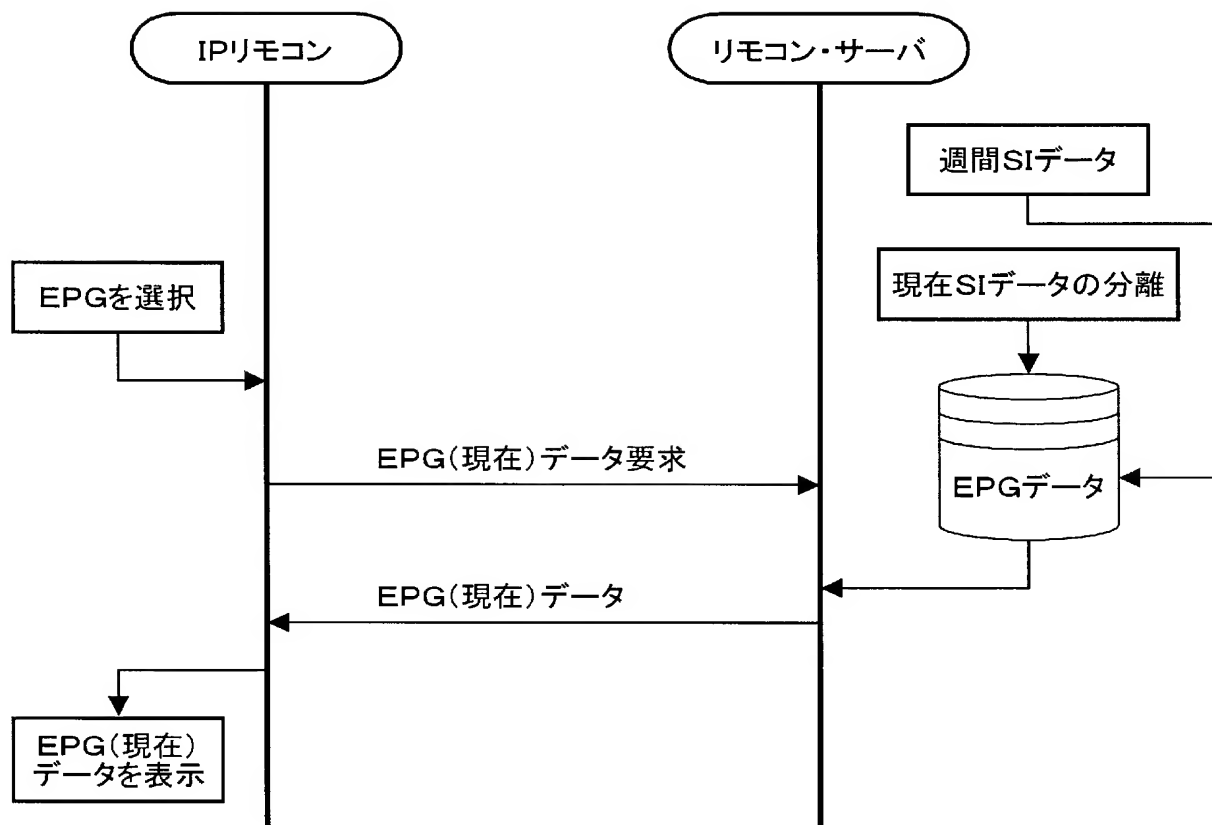 IPリモコン
リモコン・サーバ
週間SIデータ
EPGを選択
現在SIデータの分離
EPG(現在)データ要求
EPGデータ
EPG(現在)データ
EPG(現在)
データを表示